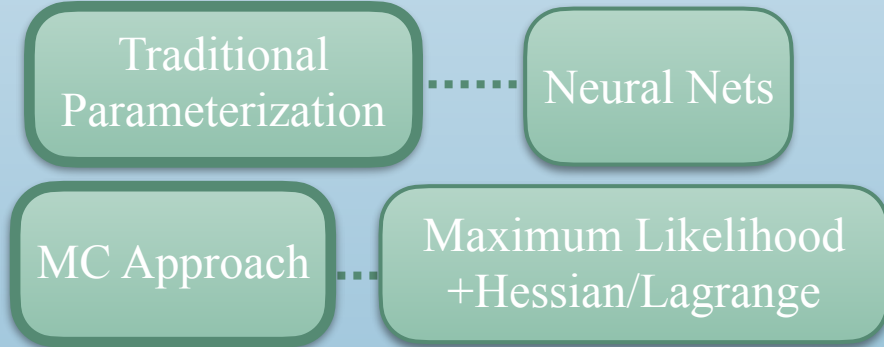 Traditional
Parameterization
Neural Nets
MC Approach
Maximum Likelihood
+Hessian/Lagrange